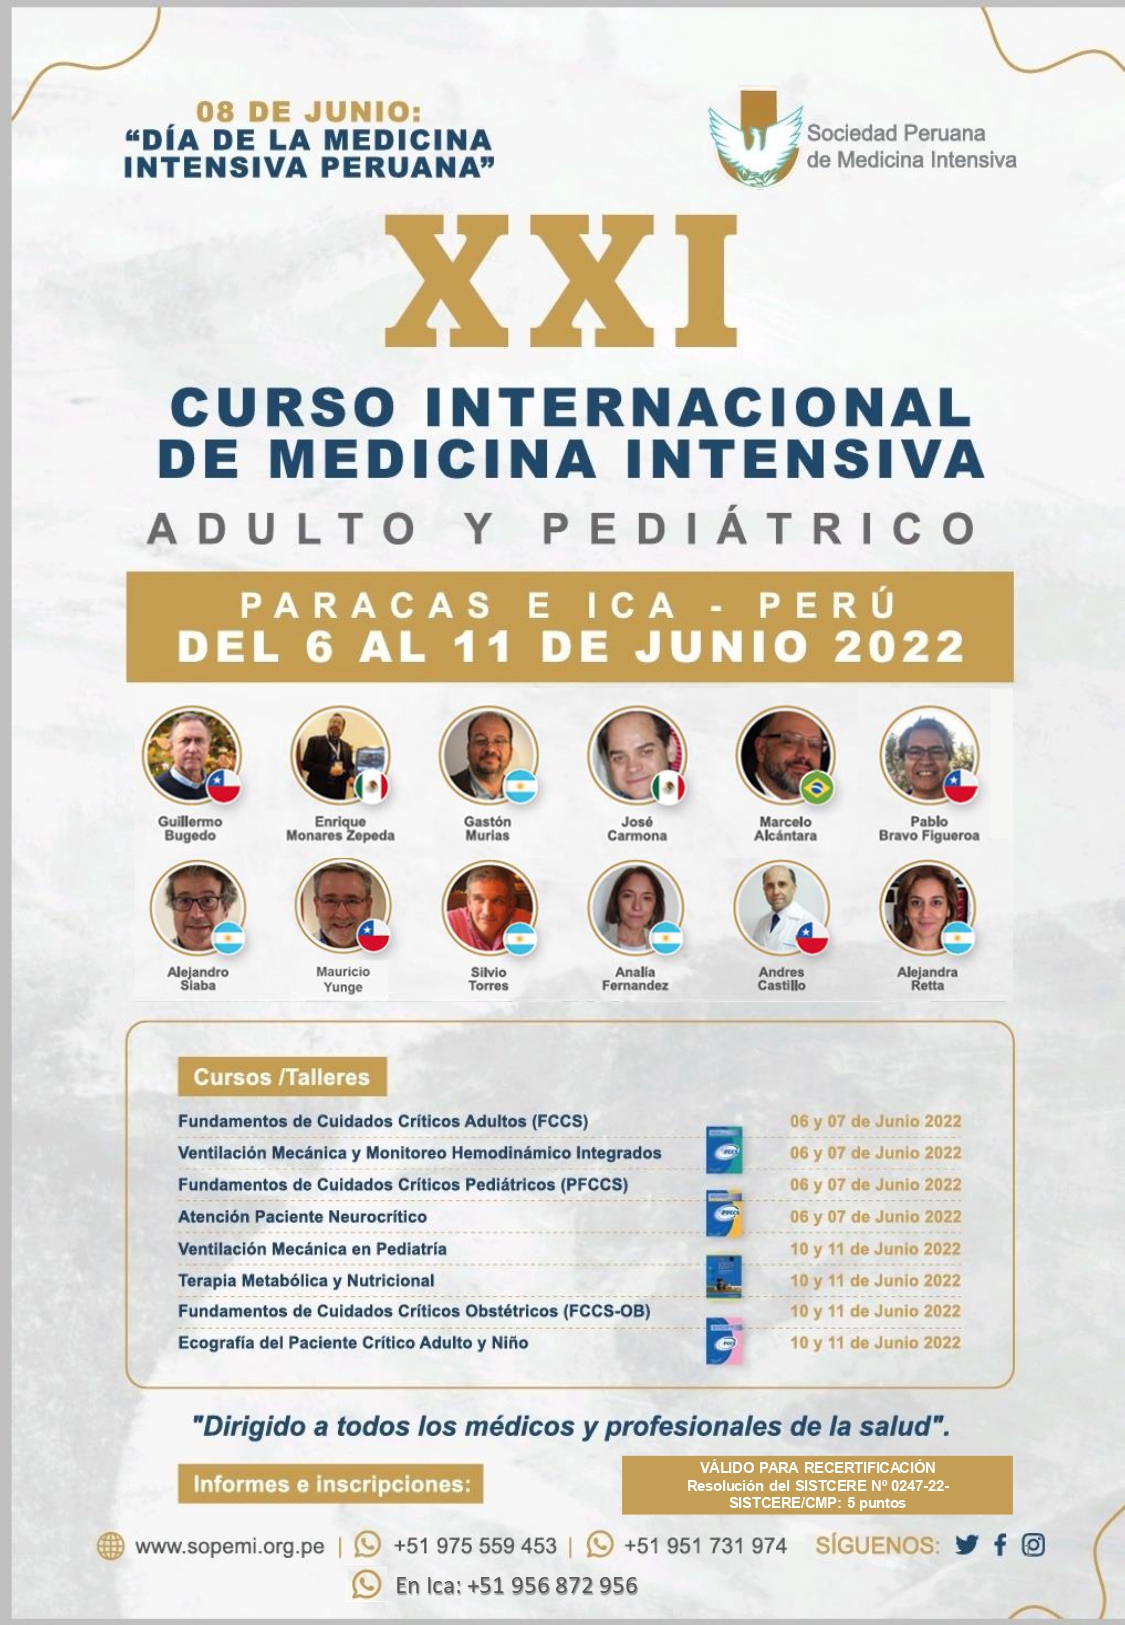 08 DE JUNIO:
“DÍA DE LA MEDICINA
INTENSIVA PERUANA”
Sociedad Peruana
de Medicina Intensiva
XXI
CURSO INTERNACIONAL
DE MEDICINA INTENSIVA
ADULTO Y PEDIÁTRICO
PARACAS E ICA - PERÚ
DEL 6 AL 11 DE JUNIO 2022
Guillermo
Bugedo
Enrique
Monares Zepeda
Gastón
Murias
José
Carmona
Marcelo
Alcántara
Pablo
Bravo Figueroa
Alejandro
Siaba
Mauricio
Yunge
Silvio
Torres
Analía
Fernandez
Andres
Castillo
Alejandra
Retta
Cursos /Talleres
Fundamentos de Cuidados Críticos Adultos (FCCS) 06 y 07 de Junio 2022
Ventilación Mecánica y Monitoreo Hemodinámico Integrados 06 y 07 de Junio 2022
Fundamentos de Cuidados Críticos Pediátricos (PFCCS) 06 y 07 de Junio 2022
Atención Paciente Neurocrítico 06 y 07 de Junio 2022
Ventilación Mecánica en Pediatría 10 y 11 de Junio 2022
Terapia Metabólica y Nutricional 10 y 11 de Junio 2022
Fundamentos de Cuidados Críticos Obstétricos (FCCS-OB) 10 y 11 de Junio 2022
Ecografía del Paciente Crítico Adulto y Niño 10 y 11 de Junio 2022
"Dirigido a todos los médicos y profesionales de la salud".
Informes e inscripciones:
VÁLIDO PARA RECERTIFICACIÓN
Resolución del SISTCERE Nº 0247-22-
SISTCERE/CMP: 5 puntos
www.sopemi.org.pe | +51 975 559 453 | +51 951 731 974 SÍGUENOS:
En Ica: +51 956 872 956